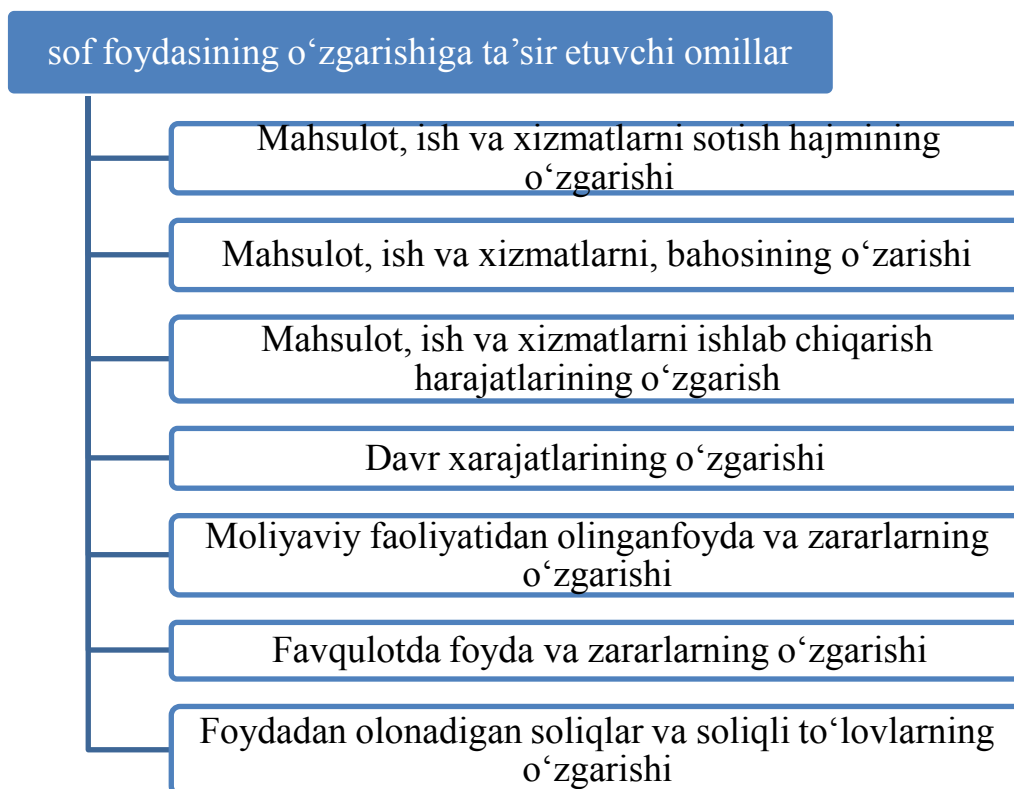 sof foydasining o‘zgarishiga ta’sir etuvchi omillar
Mahsulot, ish va xizmatlarni sotish hajmining
o‘zgarishi
Mahsulot, ish va xizmatlarni, bahosining o‘zarishi
Mahsulot, ish va xizmatlarni ishlab chiqarish
harajatlarining o‘zgarish
Davr xarajatlarining o‘zgarishi
Moliyaviy faoliyatidan olinganfoyda va zararlarning
o‘zgarishi
Favqulotda foyda va zararlarning o‘zgarishi
Foydadan olonadigan soliqlar va soliqli to‘lovlarning
o‘zgarishi